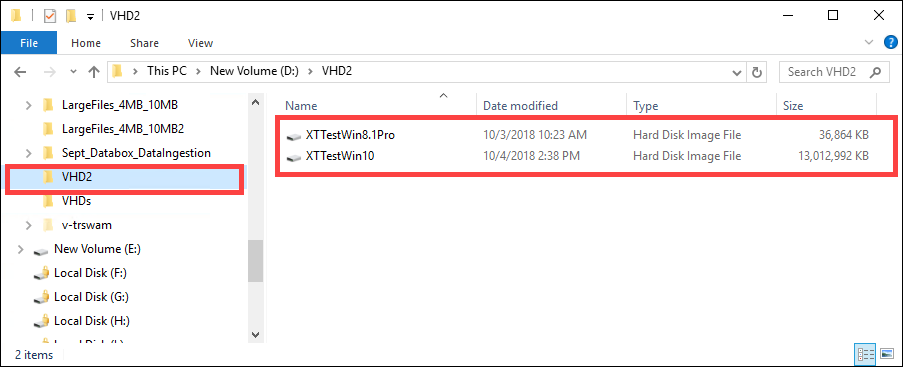 VHD2
File Home Share View
This PC New Volume (D:) VHD2 Search VHD2
Name Date modified Type Size
LargeFiles_4MB_10MB
LargeFiles_4MB_10MB2
Sept_Databox_DataIngestion
VHD2
VHDs
v-trswam
New Volume (E:)
Local Disk (F:)
Local Disk (G:)
Local Disk (H:)
XTTestWin8.1Pro 10/3/2018 10:23 AM Hard Disk Image File 36,864 KB
XTTestWin10 10/4/2018 2:38 PM Hard Disk Image File 13,012,992 KB
2 items